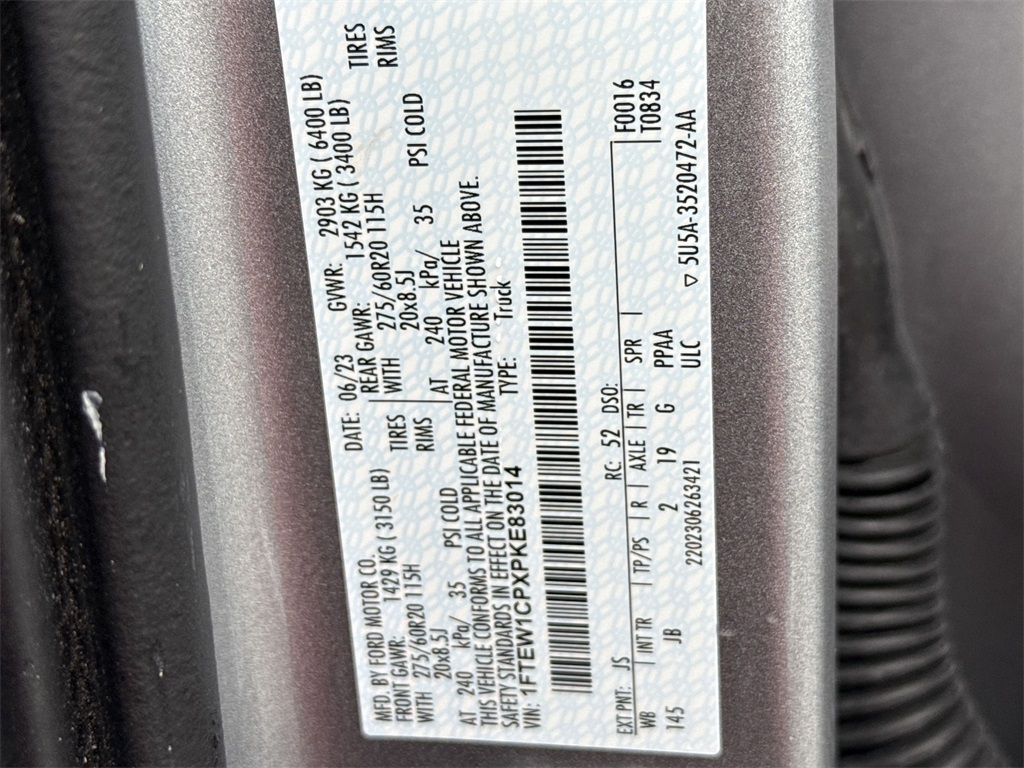 MFD. BY FORD MOTOR CO.
DATE: 06/23 GVWR: 2903 KG ( 6400 LB)
FRONT GAWR: 1429 KG ( 3150 LB) REAR GAWR: 1542 KG ( 3400 LB)
WITH 275/60R20 115H TIRES WITH 275/60R20 115H TIRES
20x8.5J RIMS 20x8.5J RIMS
AT 240 kPa/ 35 PSI COLD AT 240 kPa/ 35 PSI COLD
THIS VEHICLE CONFORMS TO ALL APPLICABLE FEDERAL MOTOR VEHICLE
SAFETY STANDARDS IN EFFECT ON THE DATE OF MANUFACTURE SHOWN ABOVE.
VIN: 1FTEW1CPXPKE83014 TYPE: Truck
EXT PNT: JS RC: 52 DSO: F0016
WB INT TR TP/PS R AXLE TR SPR T0834
145 JB 2 19 G PPAA
220230626342​1 ULC ▽ 5U5A-3520472-AA